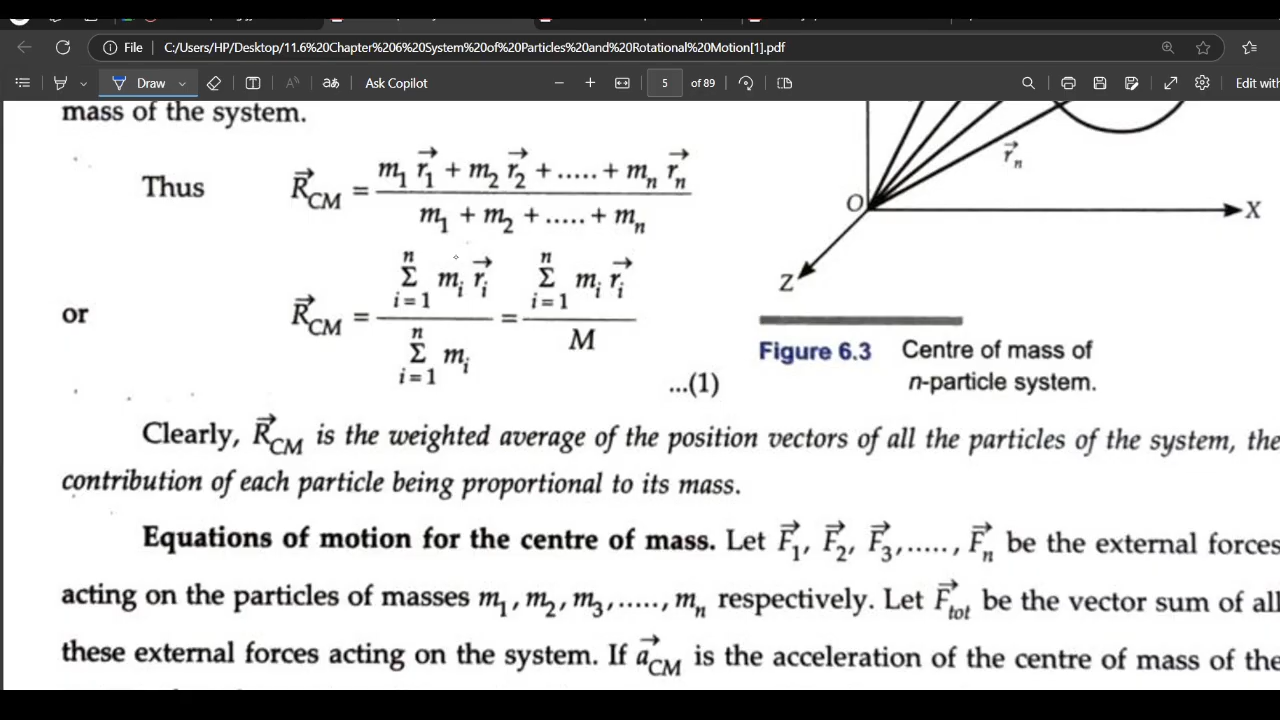 File C:/Users/HP/Desktop/11.6%20Chapter%206%20System%20of%20Particles%20and%20Rotational%20Motion[1].pdf
Draw aあ Ask Copilot 5 of 89 Edit with
mass of the system.
Thus R⃗_CM = (m₁ r⃗₁ + m₂ r⃗₂ + ..... + mₙ r⃗ₙ) / (m₁ + m₂ + ..... + mₙ)
or R⃗_CM = (Σ_{i=1}^{n} mᵢ r⃗ᵢ) / (Σ_{i=1}^{n} mᵢ) = (Σ_{i=1}^{n} mᵢ r⃗ᵢ) / M
...(1)
r⃗ₙ
O
X
Z
Figure 6.3 Centre of mass of
n-particle system.
Clearly, R⃗_CM is the weighted average of the position vectors of all the particles of the system, the
contribution of each particle being proportional to its mass.
Equations of motion for the centre of mass. Let F⃗₁, F⃗₂, F⃗₃,....., F⃗ₙ be the external forces
acting on the particles of masses m₁, m₂, m₃,....., mₙ respectively. Let F⃗_tot be the vector sum of all
these external forces acting on the system. If a⃗_CM is the acceleration of the centre of mass of the